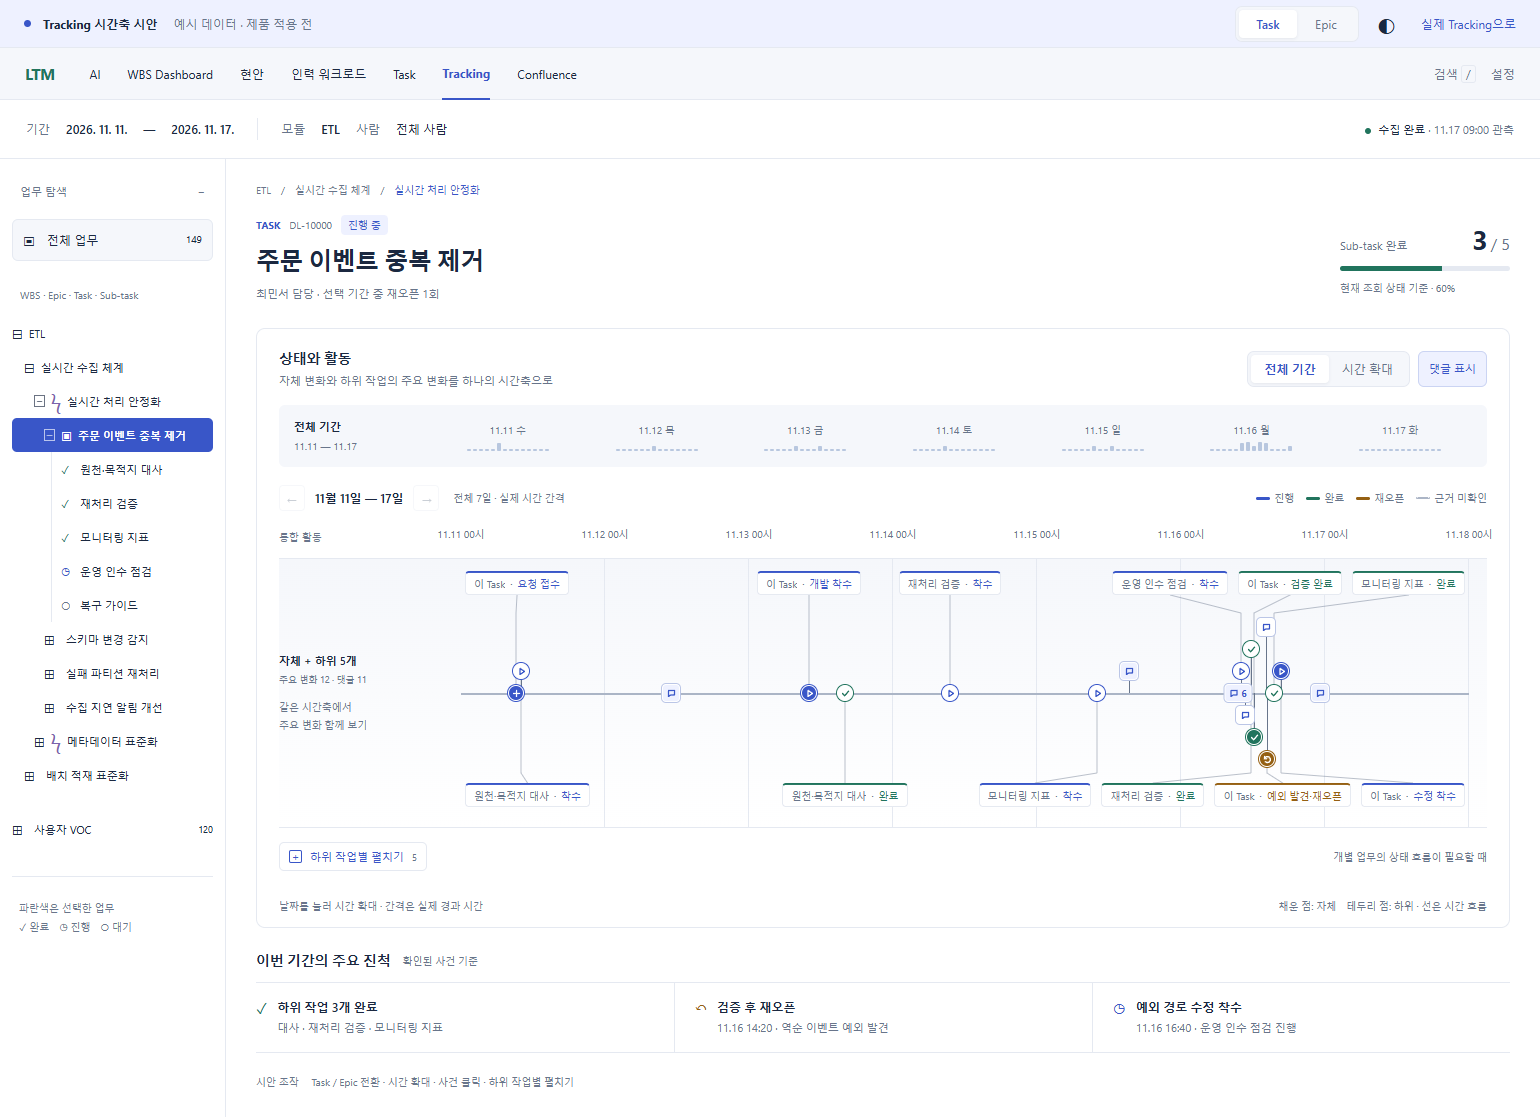 Tracking 시간축 시안 예시 데이터 · 제품 적용 전 Task Epic 실제 Tracking으로
LTM AI WBS Dashboard 현안 인력 워크로드 Task Tracking Confluence 검색 / 설정
기간 2026. 11. 11. — 2026. 11. 17. 모듈 ETL 사람 전체 사람 수집 완료 · 11.17 09:00 관측
업무 탐색 −
전체 업무 149
WBS · Epic · Task · Sub-task
ETL
실시간 수집 체계
실시간 처리 안정화
주문 이벤트 중복 제거
✓ 원천·목적지 대사
✓ 재처리 검증
✓ 모니터링 지표
운영 인수 점검
복구 가이드
스키마 변경 감지
실패 파티션 재처리
수집 지연 알림 개선
메타데이터 표준화
배치 적재 표준화
사용자 VOC 120
파란색은 선택한 업무
✓ 완료 ◷ 진행 ○ 대기
ETL / 실시간 수집 체계 / 실시간 처리 안정화
TASK DL-10000 진행 중
주문 이벤트 중복 제거
최민서 담당 · 선택 기간 중 재오픈 1회
Sub-task 완료 3 / 5
현재 조회 상태 기준 · 60%
상태와 활동
자체 변화와 하위 작업의 주요 변화를 하나의 시간축으로
전체 기간 시간 확대 댓글 표시
전체 기간
11.11 — 11.17
11.11 수 11.12 목 11.13 금 11.14 토 11.15 일 11.16 월 11.17 화
← 11월 11일 — 17일 → 전체 7일 · 실제 시간 간격
진행 완료 재오픈 근거 미확인
통합 활동 11.11 00시 11.12 00시 11.13 00시 11.14 00시 11.15 00시 11.16 00시 11.17 00시 11.18 00시
이 Task · 요청 접수
이 Task · 개발 착수
재처리 검증 · 착수
운영 인수 점검 · 착수
이 Task · 검증 완료
모니터링 지표 · 완료
자체 + 하위 5개
주요 변화 12 · 댓글 11
같은 시간축에서
주요 변화 함께 보기
6
원천·목적지 대사 · 착수
원천·목적지 대사 · 완료
모니터링 지표 · 착수
재처리 검증 · 완료
이 Task · 예외 발견·재오픈
이 Task · 수정 착수
하위 작업별 펼치기 5
개별 업무의 상태 흐름이 필요할 때
날짜를 눌러 시간 확대 · 간격은 실제 경과 시간
채운 점: 자체 테두리 점: 하위 · 선은 시간 흐름
이번 기간의 주요 진척 확인된 사건 기준
✓ 하위 작업 3개 완료
대사 · 재처리 검증 · 모니터링 지표
검증 후 재오픈
11.16 14:20 · 역순 이벤트 예외 발견
예외 경로 수정 착수
11.16 16:40 · 운영 인수 점검 진행
시안 조작 Task / Epic 전환 · 시간 확대 · 사건 클릭 · 하위 작업별 펼치기